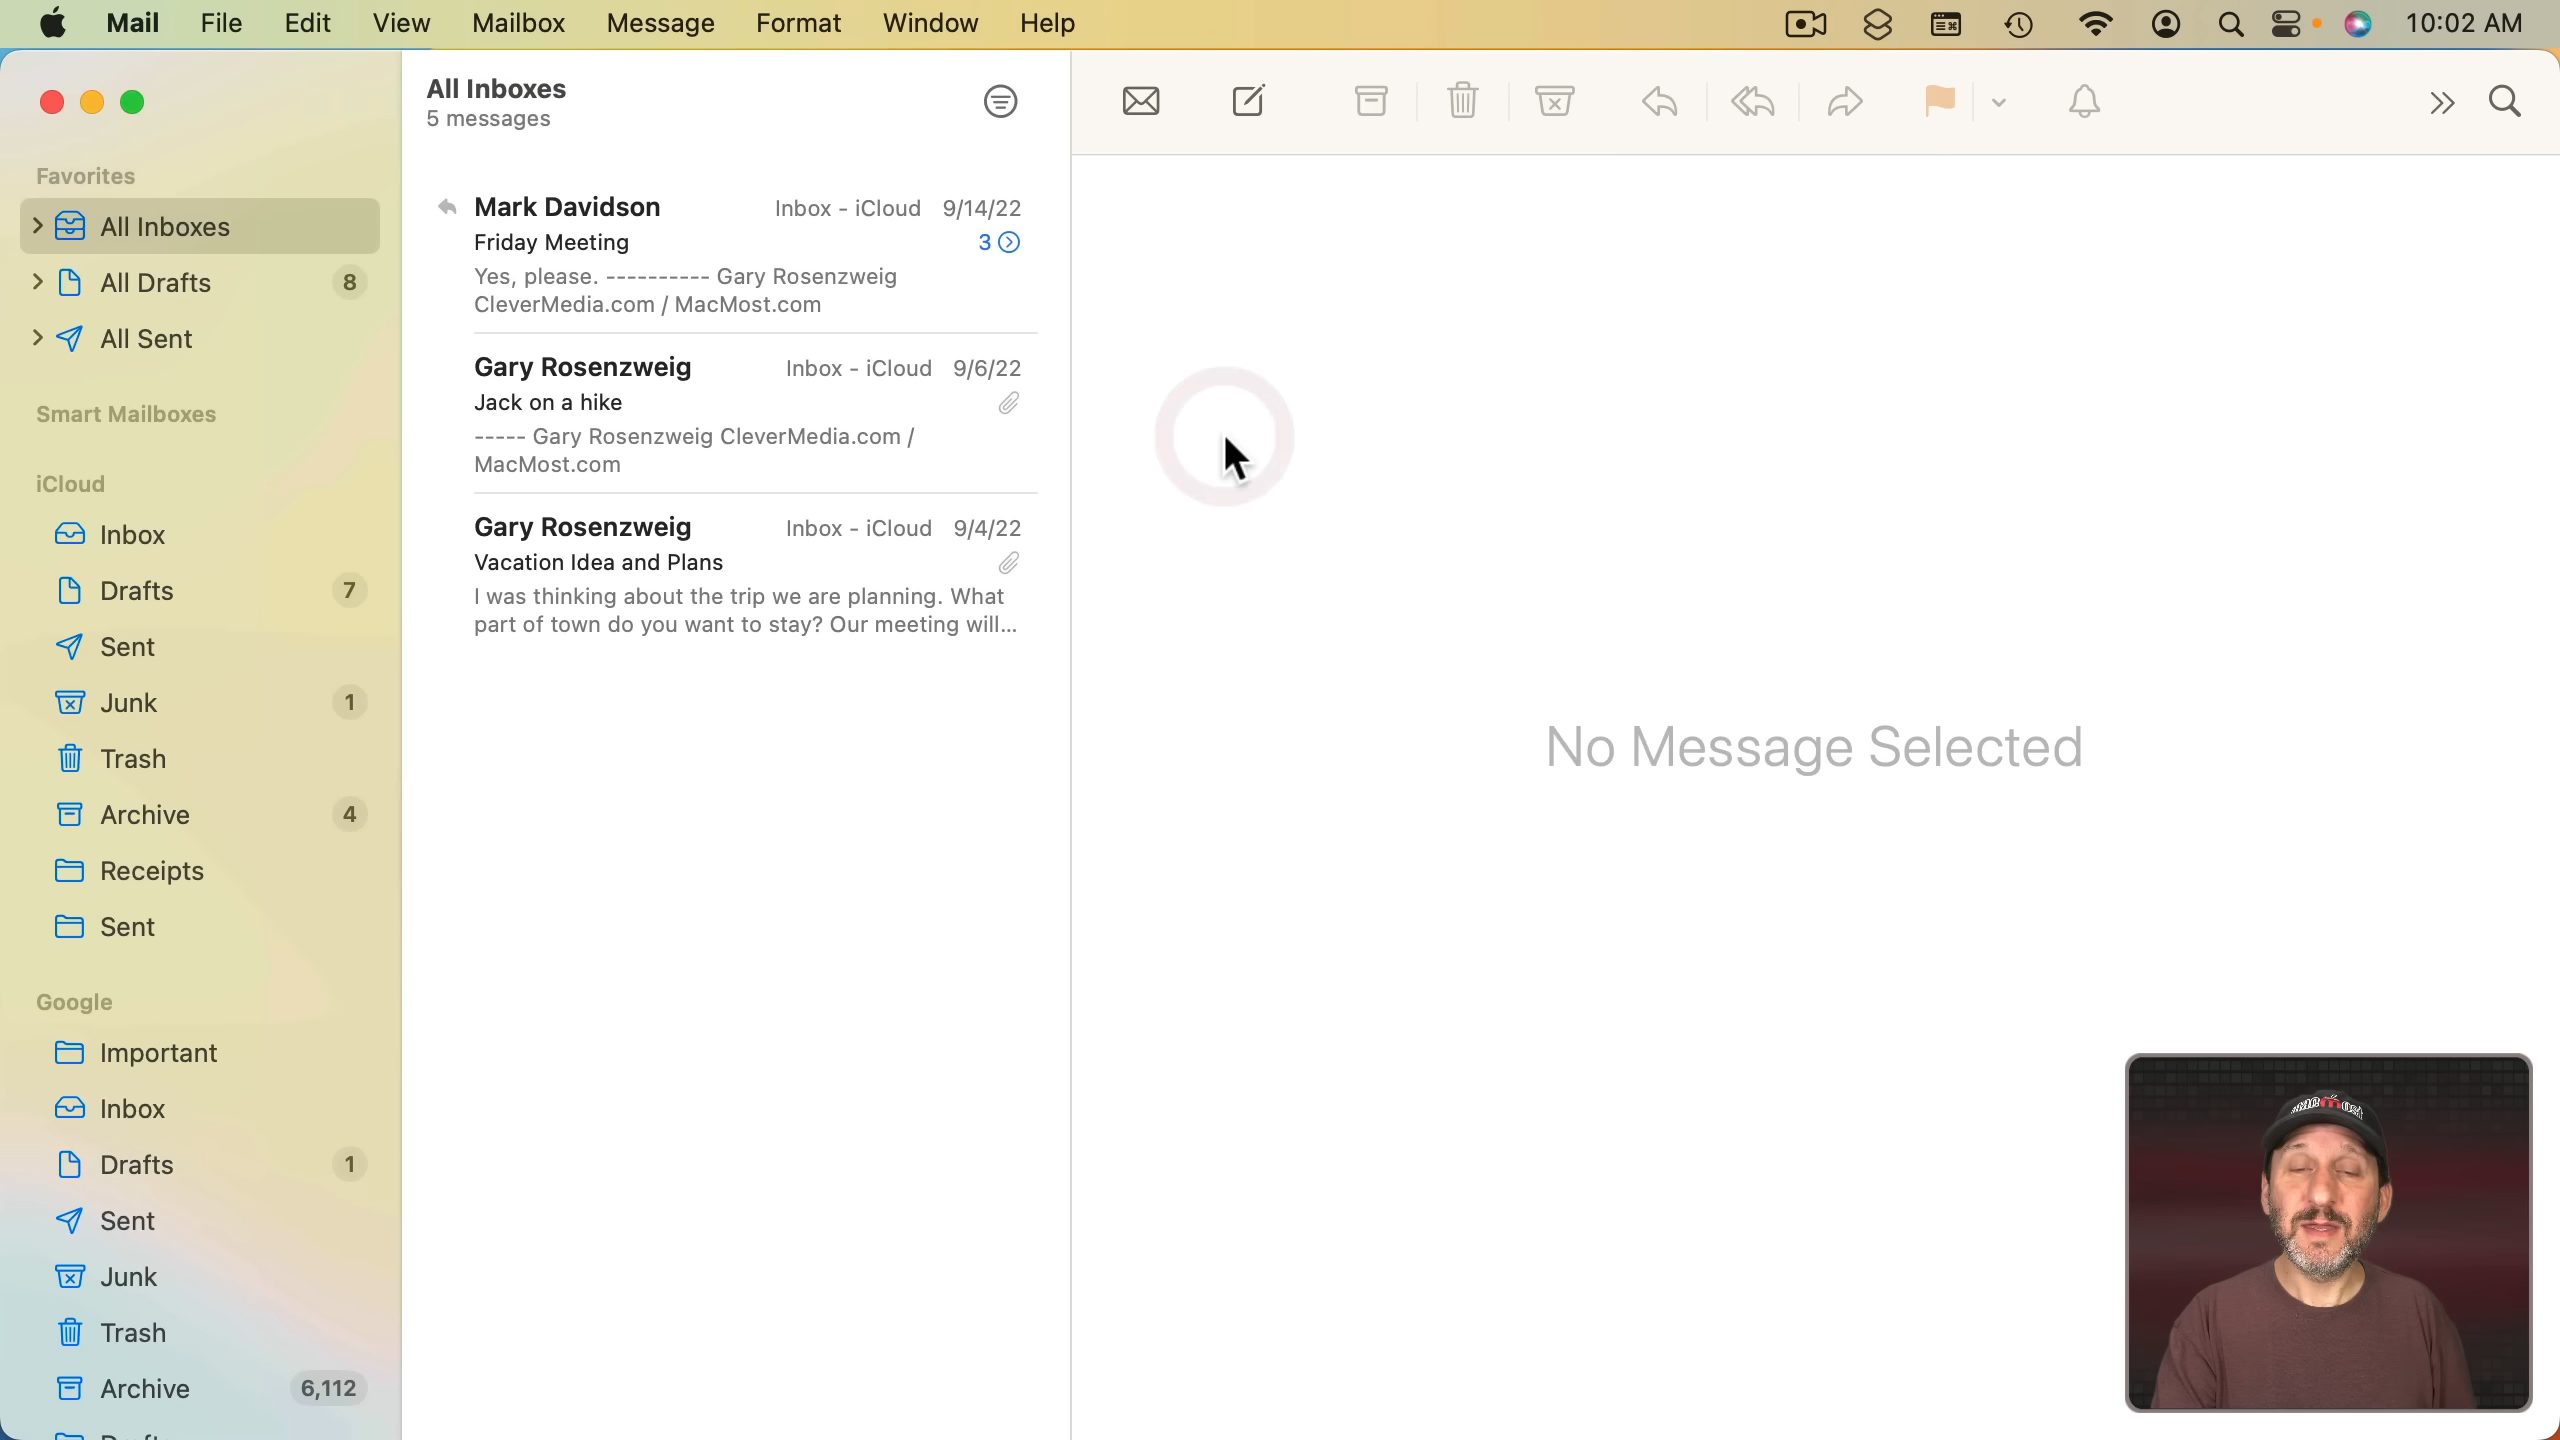 Mail File Edit View Mailbox Message Format Window Help 10:02 AM
Favorites
All Inboxes
All Drafts 8
All Sent
Smart Mailboxes
iCloud
Inbox
Drafts 7
Sent
Junk 1
Trash
Archive 4
Receipts
Sent
Google
Important
Inbox
Drafts 1
Sent
Junk
Trash
Archive 6,112
All Inboxes
5 messages
Mark Davidson Inbox - iCloud 9/14/22
Friday Meeting 3
Yes, please. ---------- Gary Rosenzweig
CleverMedia.com / MacMost.com
Gary Rosenzweig Inbox - iCloud 9/6/22
Jack on a hike
----- Gary Rosenzweig CleverMedia.com /
MacMost.com
Gary Rosenzweig Inbox - iCloud 9/4/22
Vacation Idea and Plans
I was thinking about the trip we are planning. What
part of town do you want to stay? Our meeting will...
No Message Selected
macmost